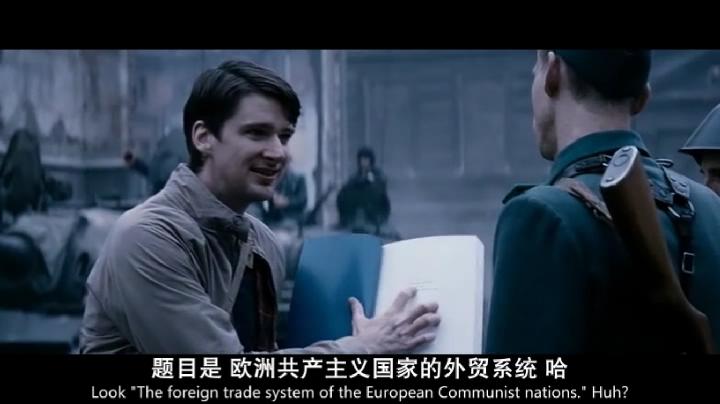 题目是 欧洲共产主义国家的外贸系统 哈
Look "The foreign trade system of the European Communist nations." Huh?